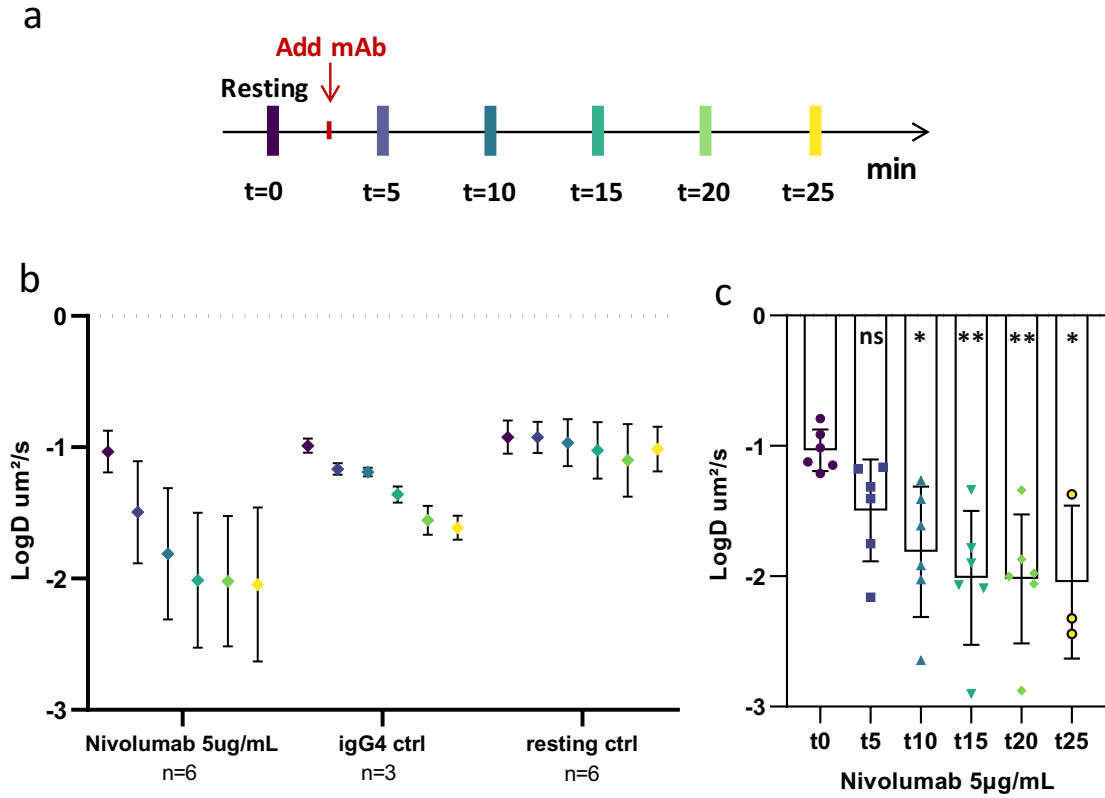 a
Add mAb
Resting
min
t=0 t=5 t=10 t=15 t=20 t=25
b
0
-1
-2
-3
LogD um²/s
Nivolumab 5ug/mL igG4 ctrl resting ctrl
n=6 n=3 n=6
c
0
-1
-2
-3
LogD um²/s
ns * ** ** *
t0 t5 t10 t15 t20 t25
Nivolumab 5µg/mL